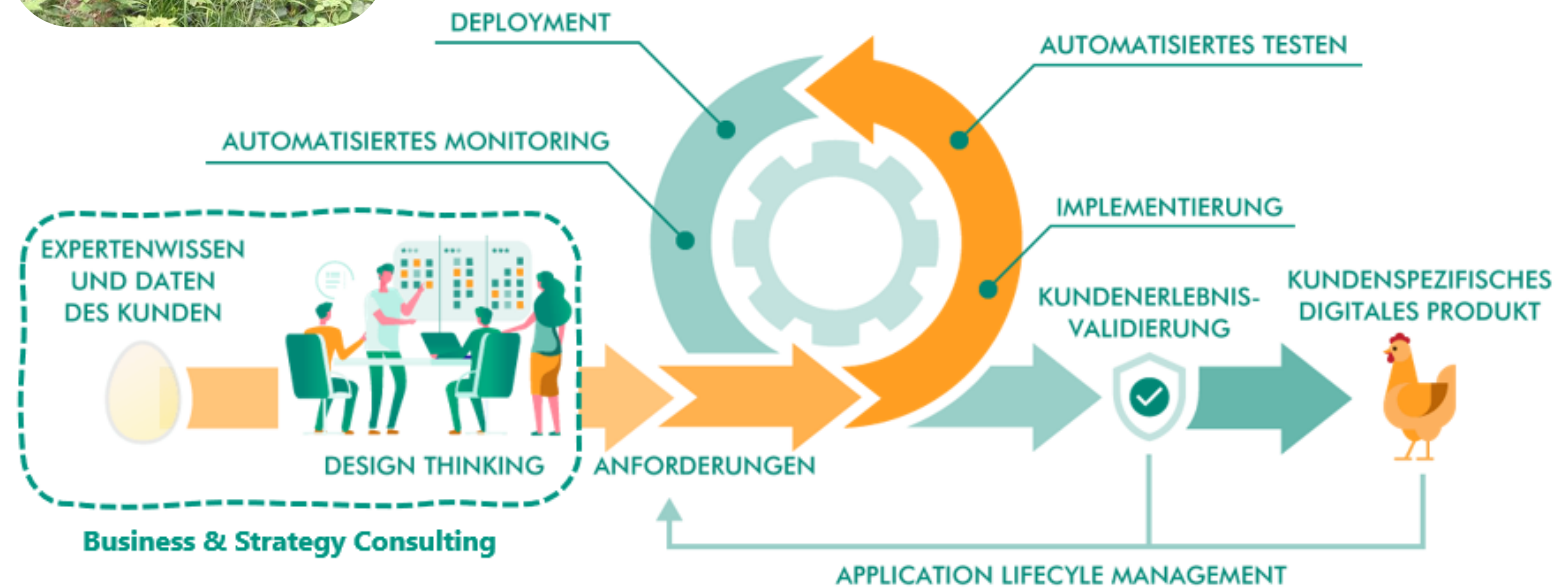 DEPLOYMENT
AUTOMATISIERTES TESTEN
AUTOMATISIERTES MONITORING
IMPLEMENTIERUNG
EXPERTENWISSEN
UND DATEN
DES KUNDEN
KUNDENERLEBNIS-
VALIDIERUNG
KUNDENSPEZIFISCHES
DIGITALES PRODUKT
DESIGN THINKING
ANFORDERUNGEN
Business & Strategy Consulting
APPLICATION LIFECYLE MANAGEMENT